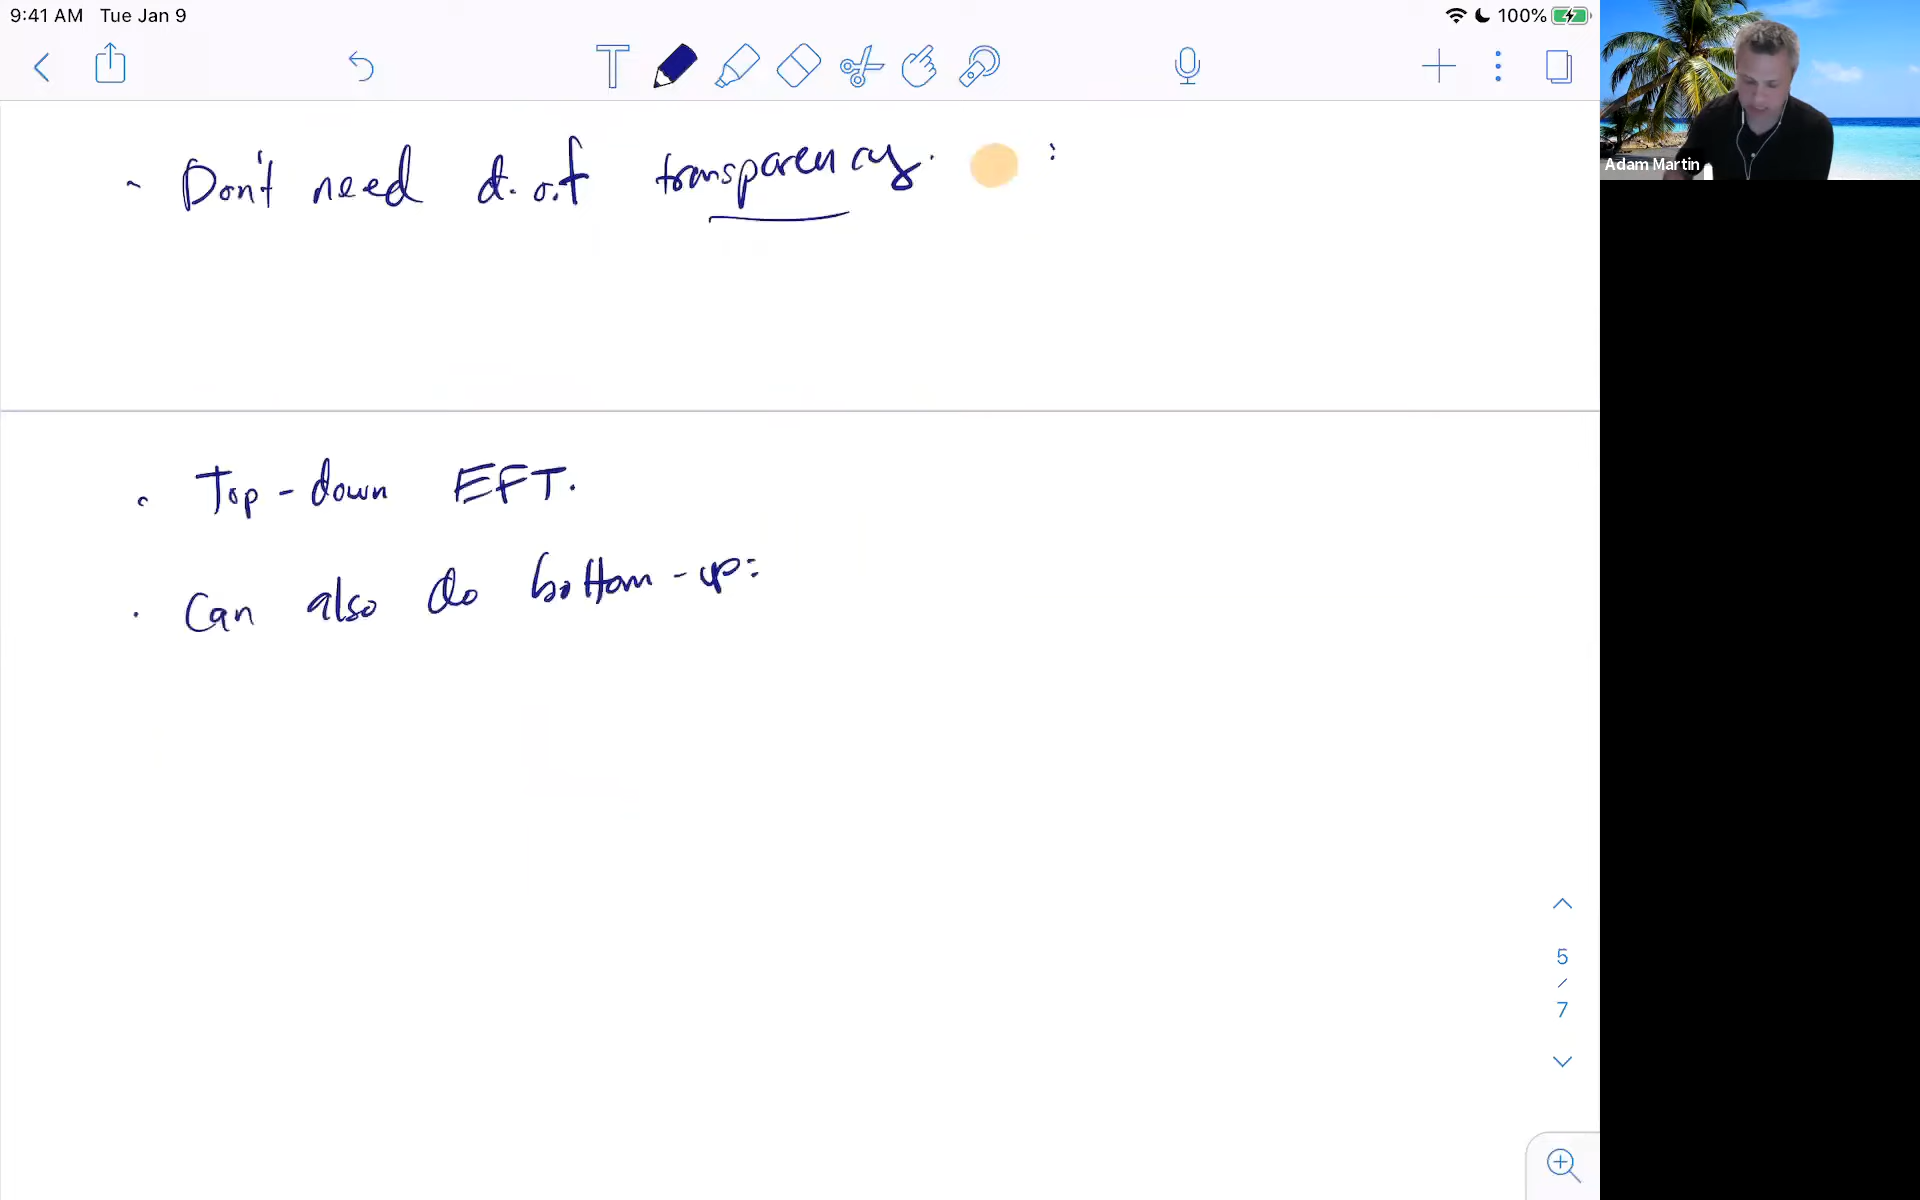 9:41 AM Tue Jan 9
100%
T
Adam Martin
Don't need d.o.f transparency. :
Top-down EFT.
Can also do bottom-up:
5
/
7